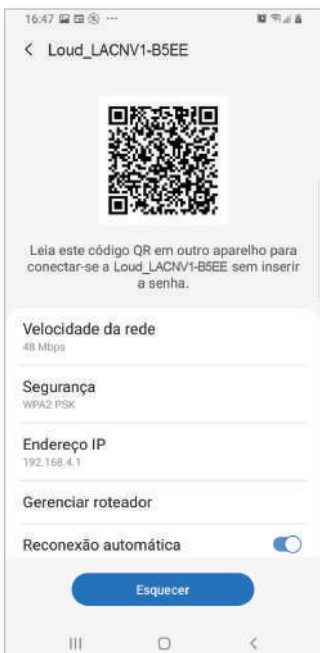 16:47
Loud_LACNV1-B5EE
Leia este código QR em outro aparelho para
conectar-se a Loud_LACNV1-B5EE sem inserir
a senha.
Velocidade da rede
48 Mbps
Segurança
WPA2 PSK
Endereço IP
192.168.4.1
Gerenciar roteador
Reconexão automática
Esquecer